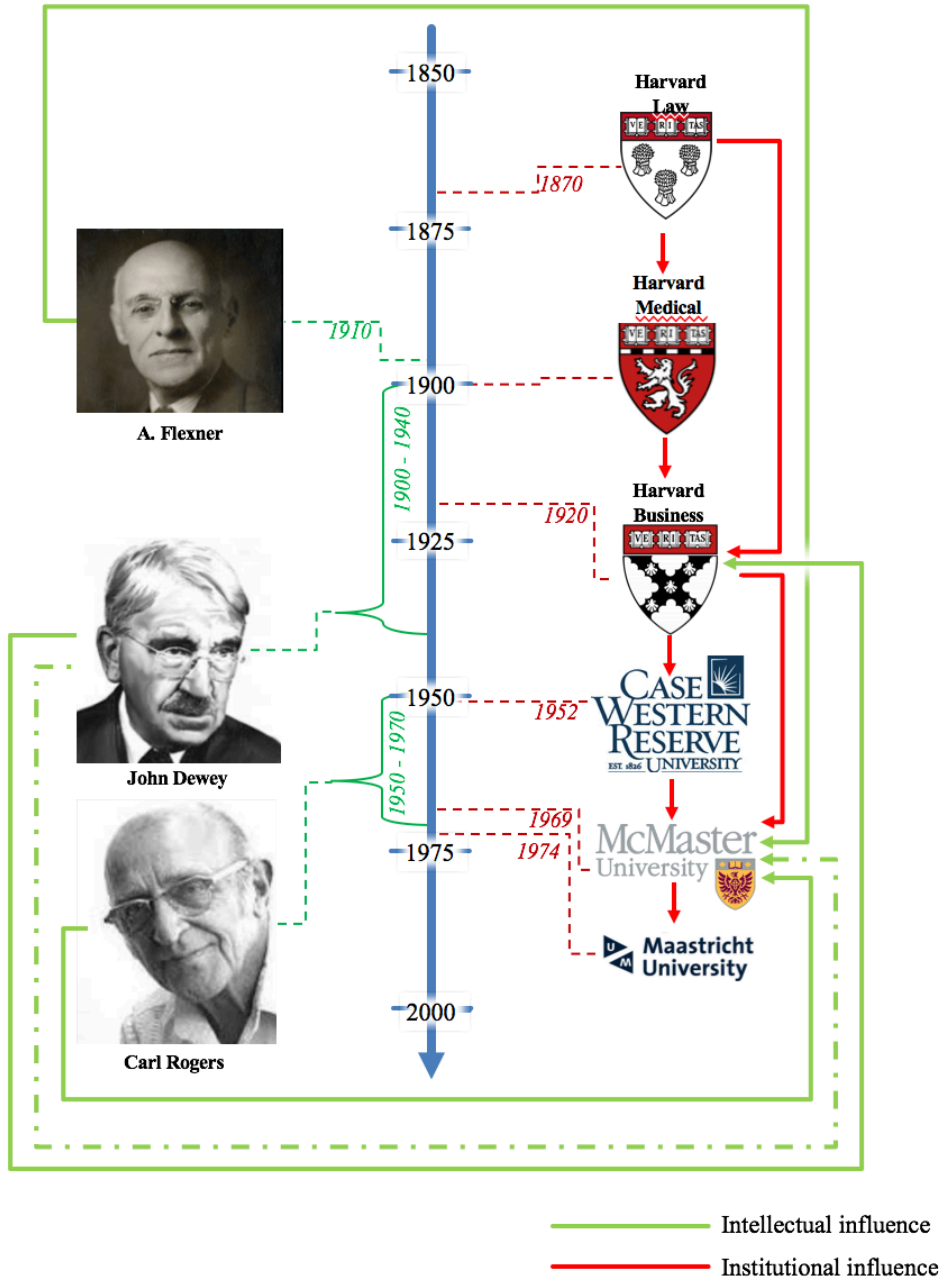 1850
Harvard
Law
VE RI TAS
1870
1875
Harvard
Medical
VE RI TAS
1910
1900
A. Flexner
1900 - 1940
Harvard
Business
1920
VE RI TAS
1925
1950
CASE
WESTERN
RESERVE
EST. 1826 UNIVERSITY
1952
John Dewey
1950 - 1970
1969
McMaster
University
1974
1975
UM
Maastricht
University
2000
Carl Rogers
Intellectual influence
Institutional influence